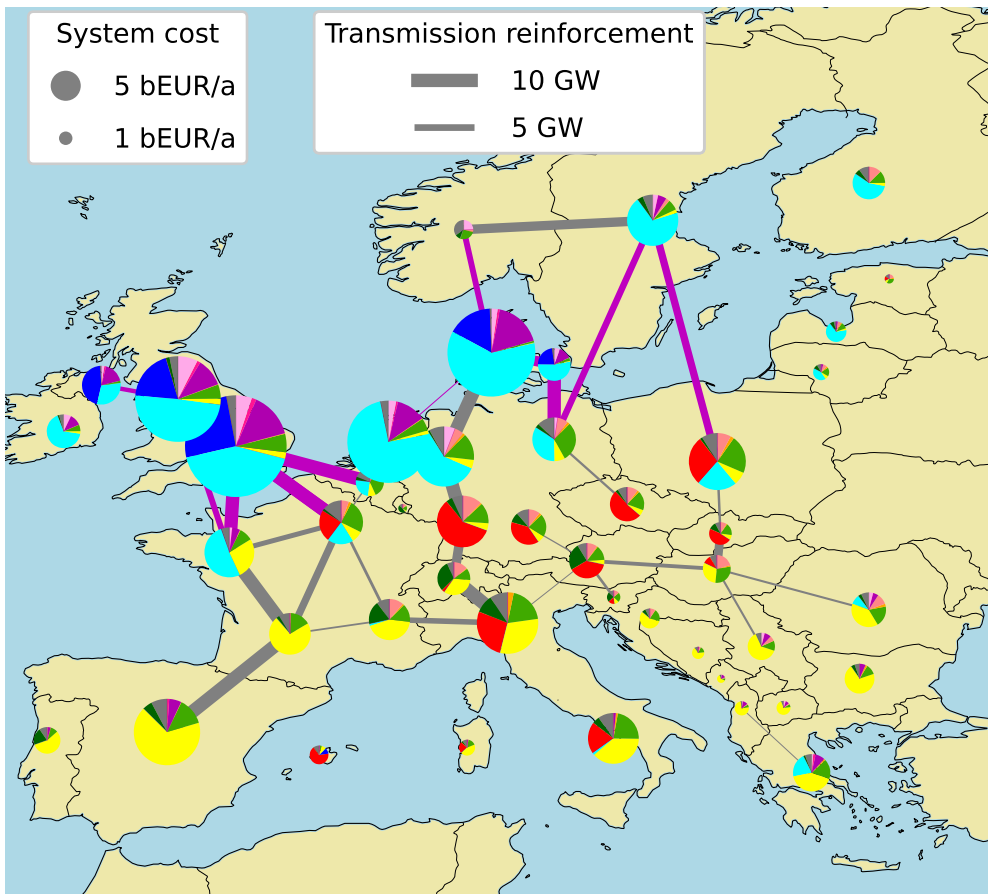 System cost
5 bEUR/a
1 bEUR/a
Transmission reinforcement
10 GW
5 GW